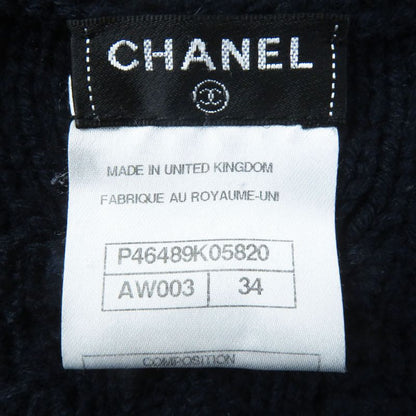 CHANEL
MADE IN UNITED KINGDOM
FABRIQUE AU ROYAUME-UNI
P46489K05820
AW003 34
COMPOSITION